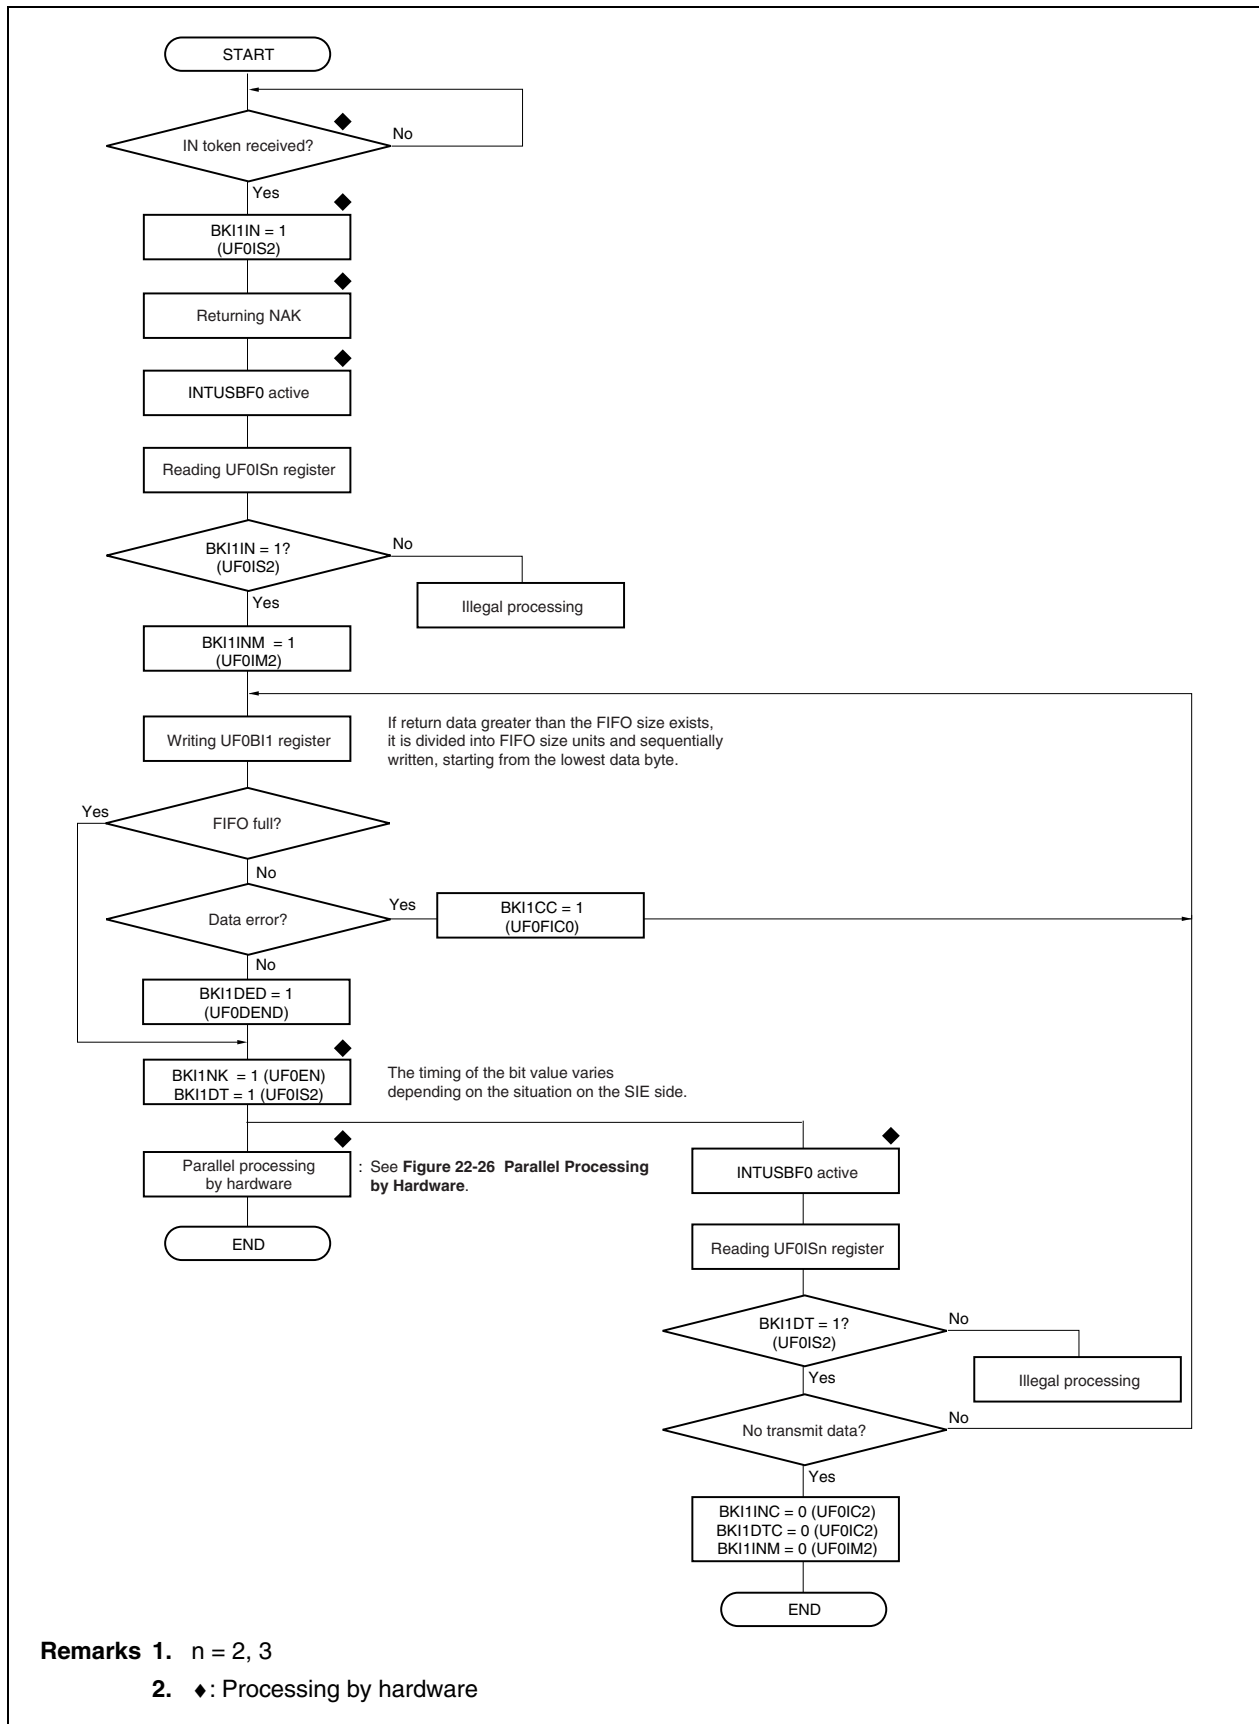 START
IN token received?
No
Yes
BKI1IN = 1
(UF0IS2)
Returning NAK
INTUSBF0 active
Reading UF0ISn register
BKI1IN = 1?
(UF0IS2)
No
Illegal processing
Yes
BKI1INM = 1
(UF0IM2)
Writing UF0BI1 register
If return data greater than the FIFO size exists,
it is divided into FIFO size units and sequentially
written, starting from the lowest data byte.
Yes
FIFO full?
No
Data error?
Yes
BKI1CC = 1
(UF0FIC0)
No
BKI1DED = 1
(UF0DEND)
BKI1NK = 1 (UF0EN)
BKI1DT = 1 (UF0IS2)
The timing of the bit value varies
depending on the situation on the SIE side.
Parallel processing
by hardware
: See Figure 22-26 Parallel Processing
by Hardware.
END
INTUSBF0 active
Reading UF0ISn register
BKI1DT = 1?
(UF0IS2)
No
Illegal processing
Yes
No transmit data?
No
Yes
BKI1INC = 0 (UF0IC2)
BKI1DTC = 0 (UF0IC2)
BKI1INM = 0 (UF0IM2)
END
Remarks 1. n = 2, 3
2. ♦: Processing by hardware